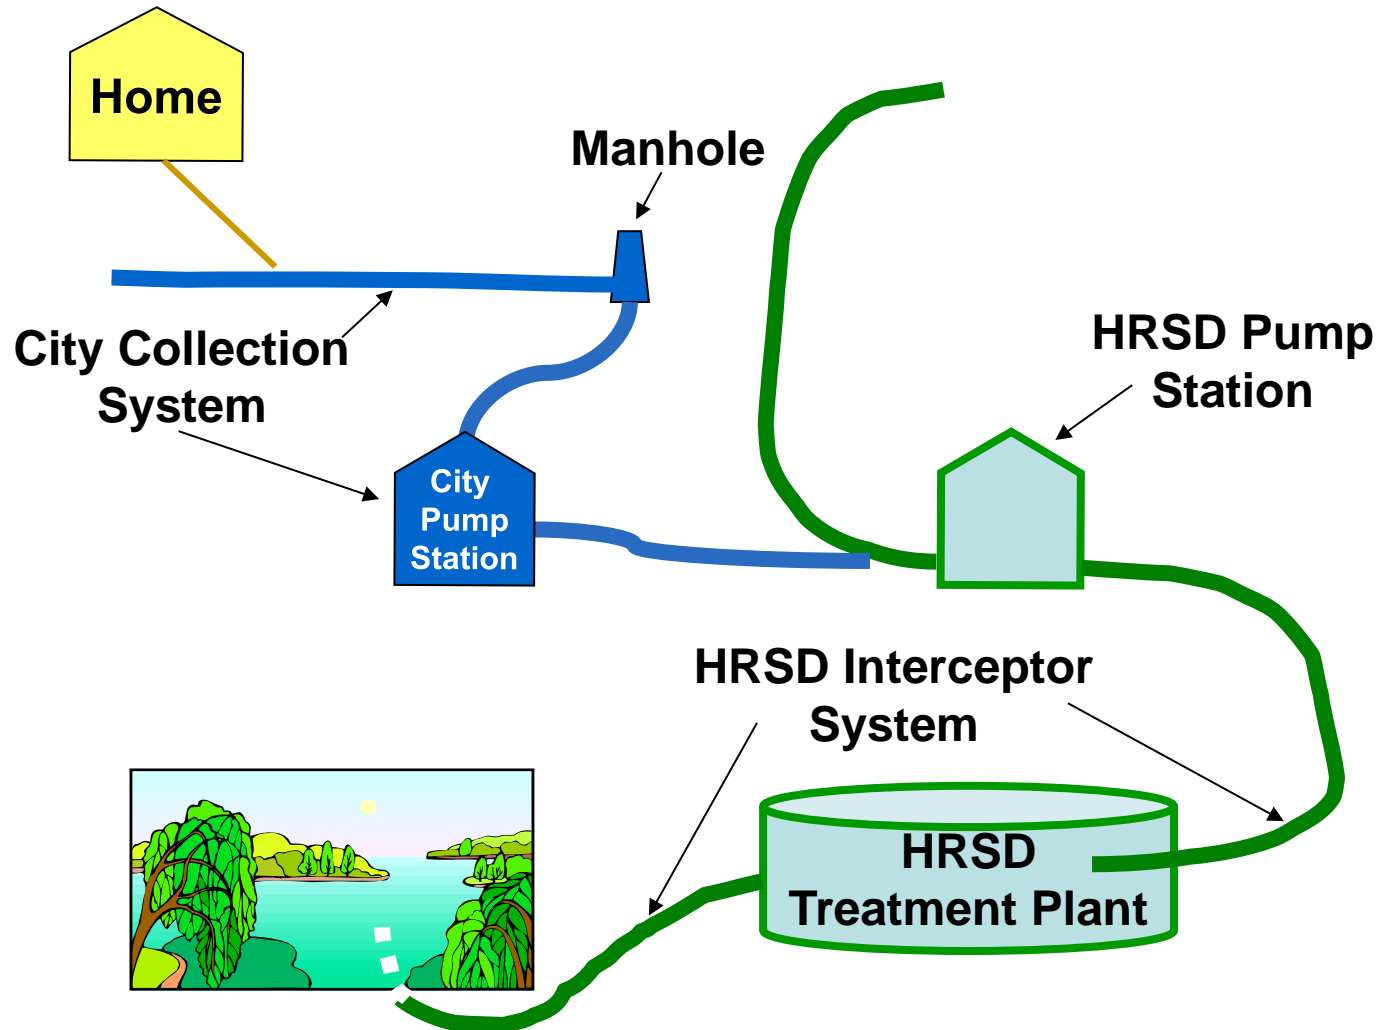 Home
Manhole
City Collection
System
HRSD Pump
Station
City
Pump
Station
HRSD Interceptor
System
HRSD
Treatment Plant